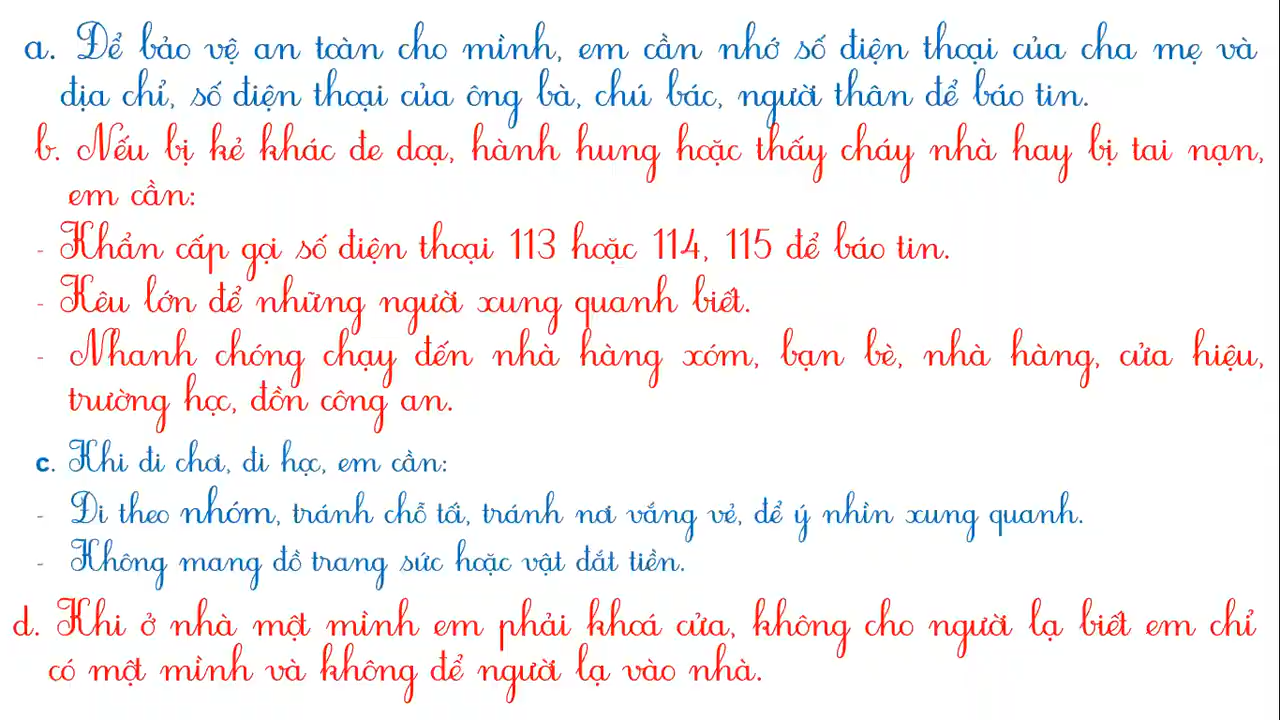 a. Để bảo vệ an toàn cho mình, em cần nhớ số điện thoại của cha mẹ và
địa chỉ, số điện thoại của ông bà, chú bác, người thân để báo tin.
b. Nếu bị kẻ khác đe doạ, hành hung hoặc thấy cháy nhà hay bị tai nạn,
em cần:
- Khẩn cấp gọi số điện thoại 113 hoặc 114, 115 để báo tin.
- Kêu lớn để những người xung quanh biết.
- Nhanh chóng chạy đến nhà hàng xóm, bạn bè, nhà hàng, cửa hiệu,
trường học, đồn công an.
c. Khi đi chơi, đi học, em cần:
- Đi theo nhóm, tránh chỗ tối, tránh nơi vắng vẻ, để ý nhìn xung quanh.
- Không mang đồ trang sức hoặc vật đắt tiền.
d. Khi ở nhà một mình em phải khoá cửa, không cho người lạ biết em chỉ
có một mình và không để người lạ vào nhà.